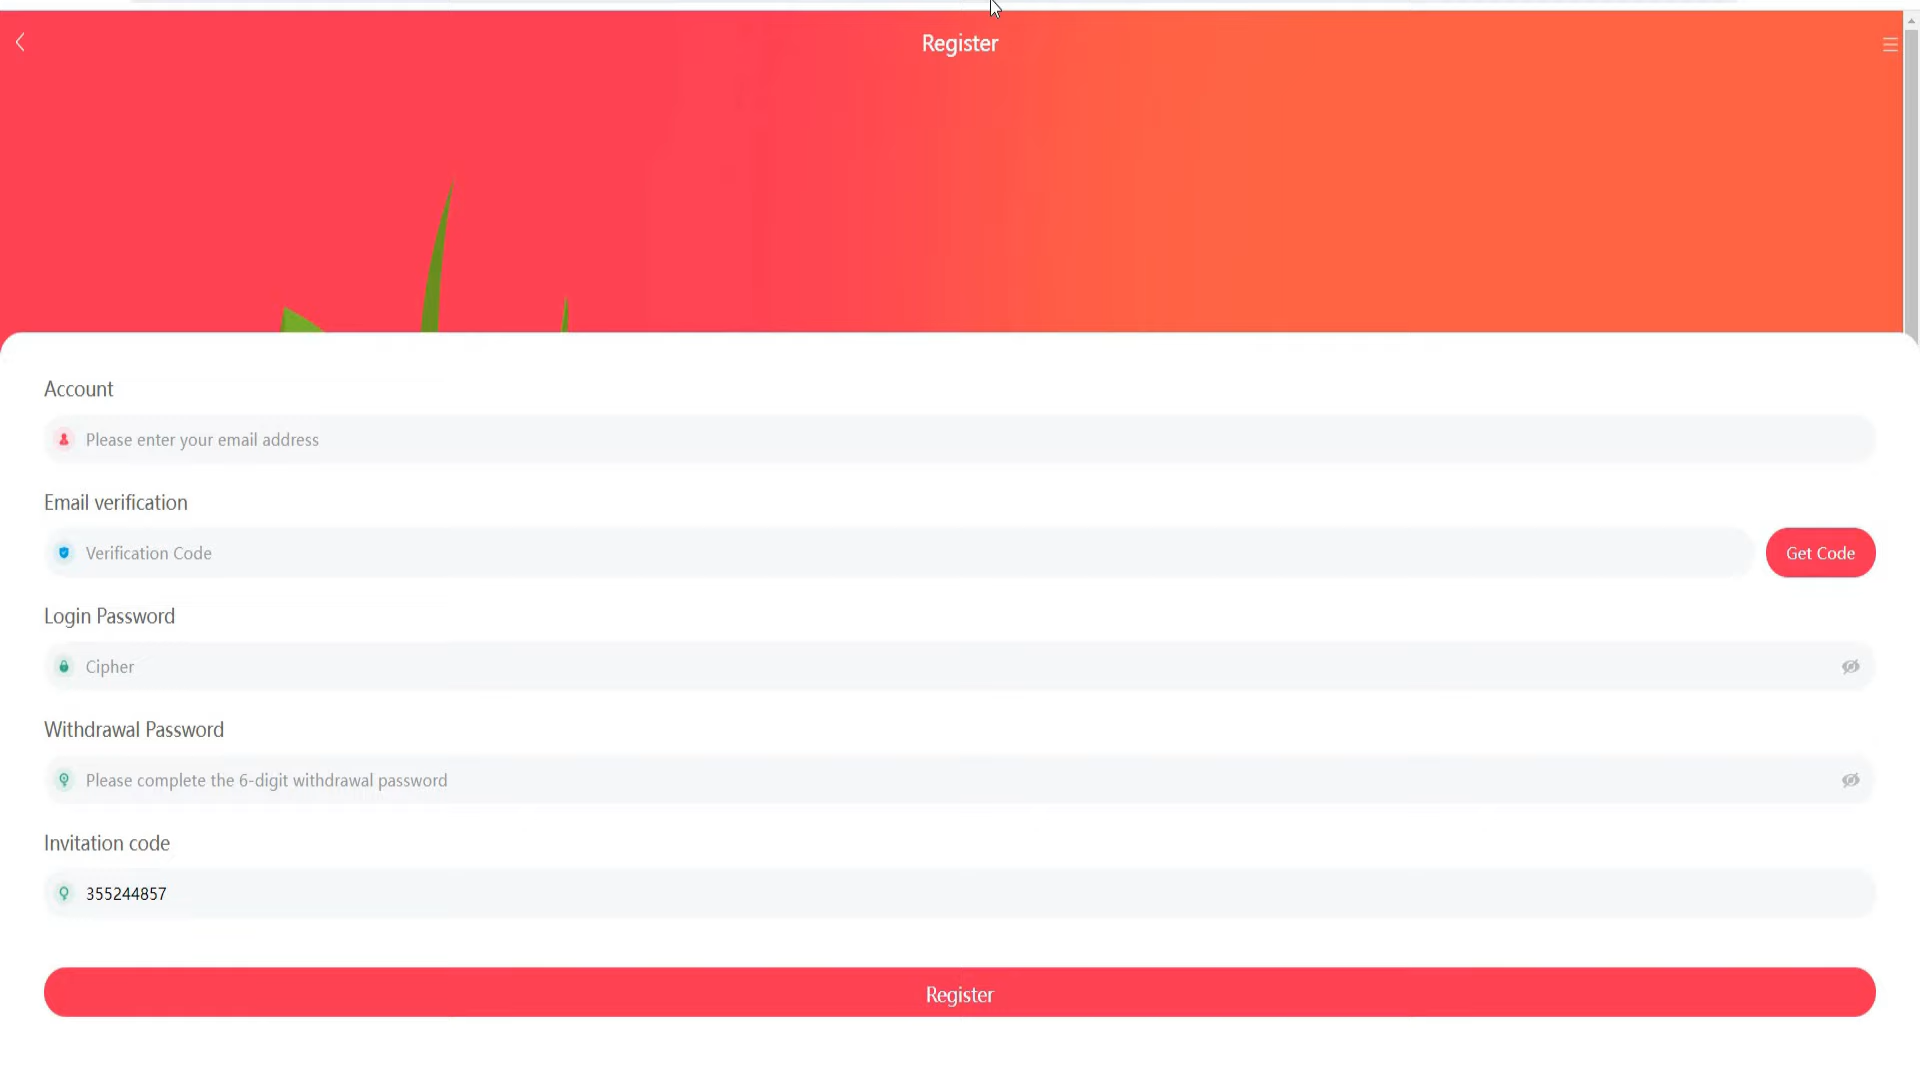 Register
Account
Please enter your email address
Email verification
Verification Code
Get Code
Login Password
Cipher
Withdrawal Password
Please complete the 6-digit withdrawal password
Invitation code
355244857
Register